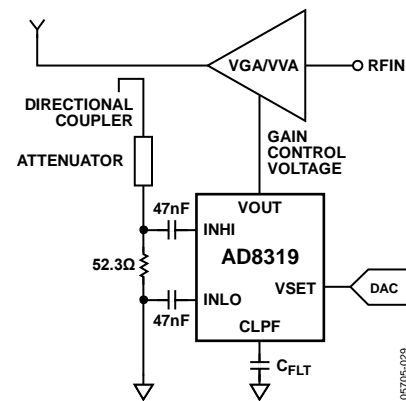 VGA/VVA
RFIN
DIRECTIONAL
COUPLER
ATTENUATOR
GAIN
CONTROL
VOLTAGE
47nF
VOUT
INHI
AD8319
52.3Ω
VSET
DAC
INLO
47nF
CLPF
CFLT
05705-029